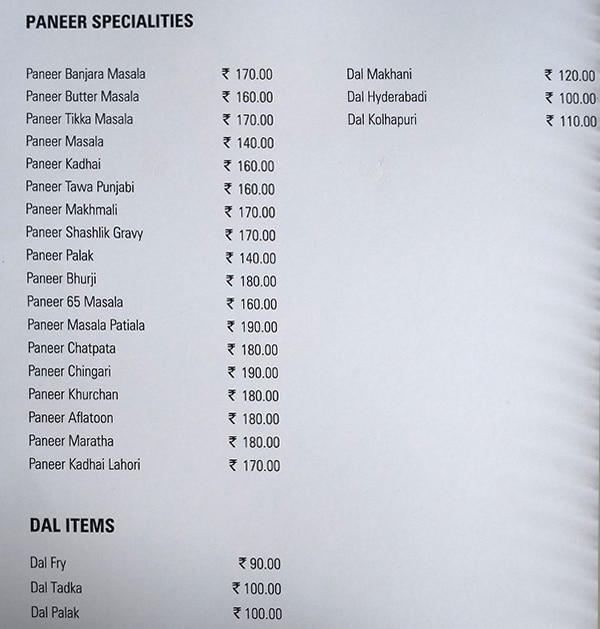 PANEER SPECIALITIES
Paneer Banjara Masala ₹ 170.00
Paneer Butter Masala ₹ 160.00
Paneer Tikka Masala ₹ 170.00
Paneer Masala ₹ 140.00
Paneer Kadhai ₹ 160.00
Paneer Tawa Punjabi ₹ 160.00
Paneer Makhmali ₹ 170.00
Paneer Shashlik Gravy ₹ 170.00
Paneer Palak ₹ 140.00
Paneer Bhurji ₹ 180.00
Paneer 65 Masala ₹ 160.00
Paneer Masala Patiala ₹ 190.00
Paneer Chatpata ₹ 180.00
Paneer Chingari ₹ 190.00
Paneer Khurchan ₹ 180.00
Paneer Aflatoon ₹ 180.00
Paneer Maratha ₹ 180.00
Paneer Kadhai Lahori ₹ 170.00
DAL ITEMS
Dal Fry ₹ 90.00
Dal Tadka ₹ 100.00
Dal Palak ₹ 100.00
Dal Makhani ₹ 120.00
Dal Hyderabadi ₹ 100.00
Dal Kolhapuri ₹ 110.00